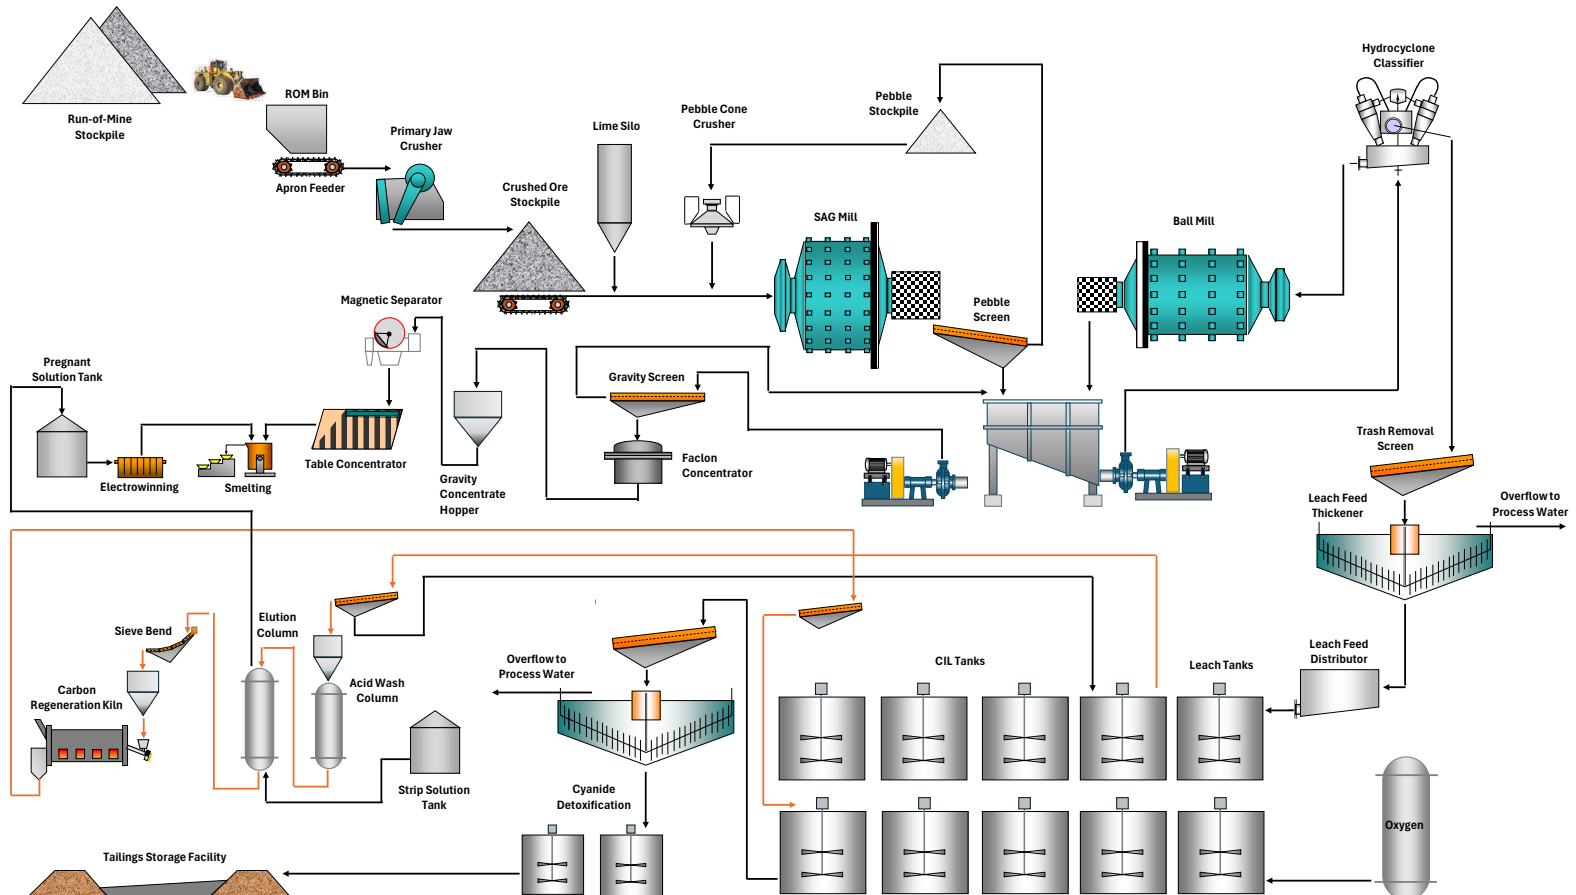 Hydrocyclone
Classifier
Run-of-Mine
Stockpile
ROM Bin
Apron Feeder
Primary Jaw
Crusher
Crushed Ore
Stockpile
Lime Silo
Pebble Cone
Crusher
Pebble
Stockpile
SAG Mill
Ball Mill
Pebble
Screen
Magnetic Separator
Pregnant
Solution Tank
Gravity Screen
Table Concentrator
Electrowinning
Smelting
Gravity
Concentrate
Hopper
Faclon
Concentrator
Trash Removal
Screen
Leach Feed
Thickener
Overflow to
Process Water
Elution
Column
Sieve Bend
Carbon
Regeneration Kiln
Acid Wash
Column
Strip Solution
Tank
Overflow to
Process Water
Cyanide
Detoxification
CIL Tanks
Leach Tanks
Leach Feed
Distributor
Oxygen
Tailings Storage Facility